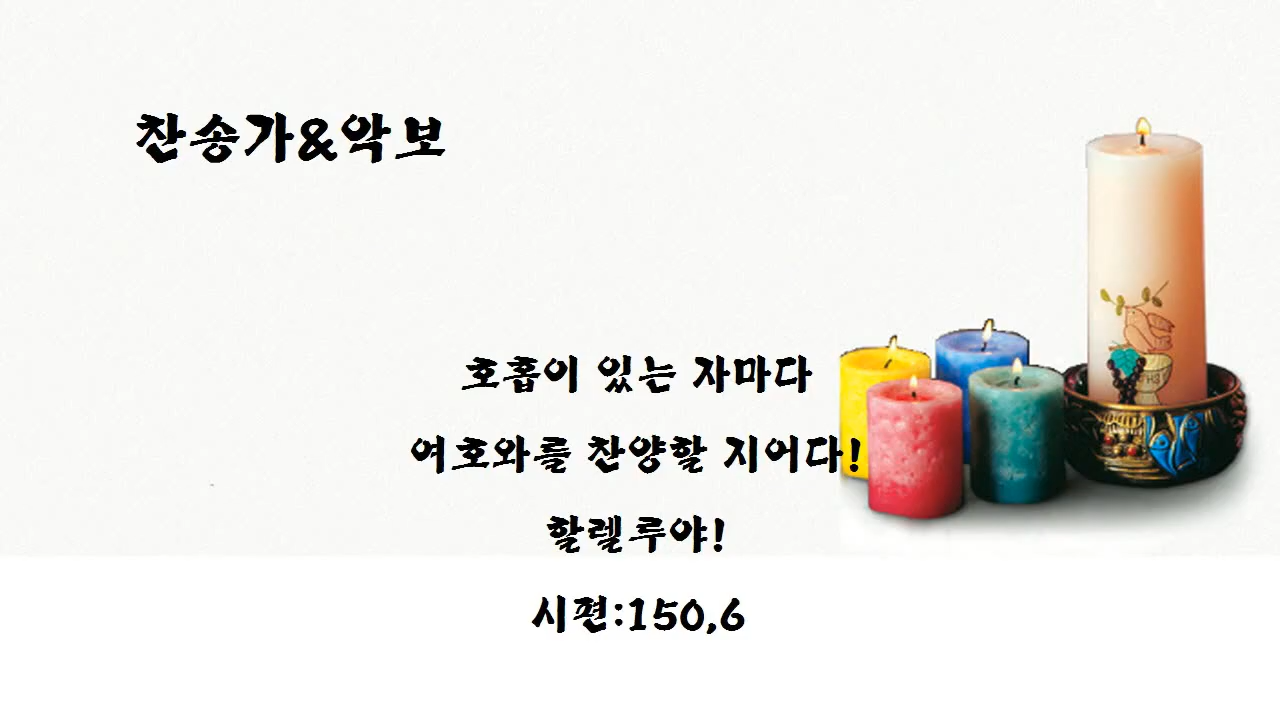 찬송가&악보
호흡이 있는 자마다
여호와를 찬양할 지어다!
할렐루야!
시편:150,6